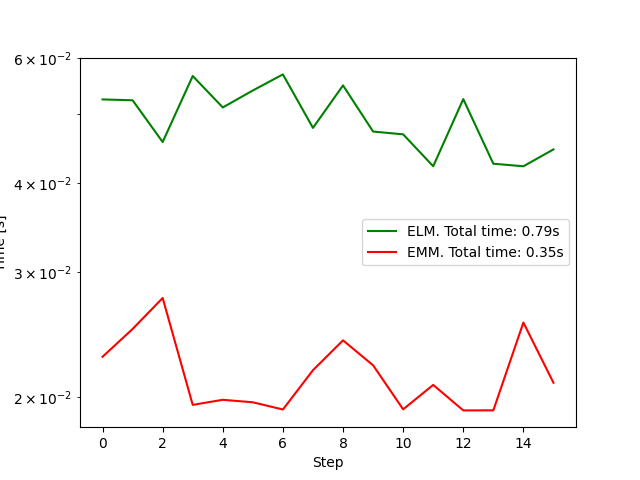 6 × 10⁻²
4 × 10⁻²
3 × 10⁻²
2 × 10⁻²
Time [s]
ELM. Total time: 0.79s
EMM. Total time: 0.35s
0 2 4 6 8 10 12 14
Step